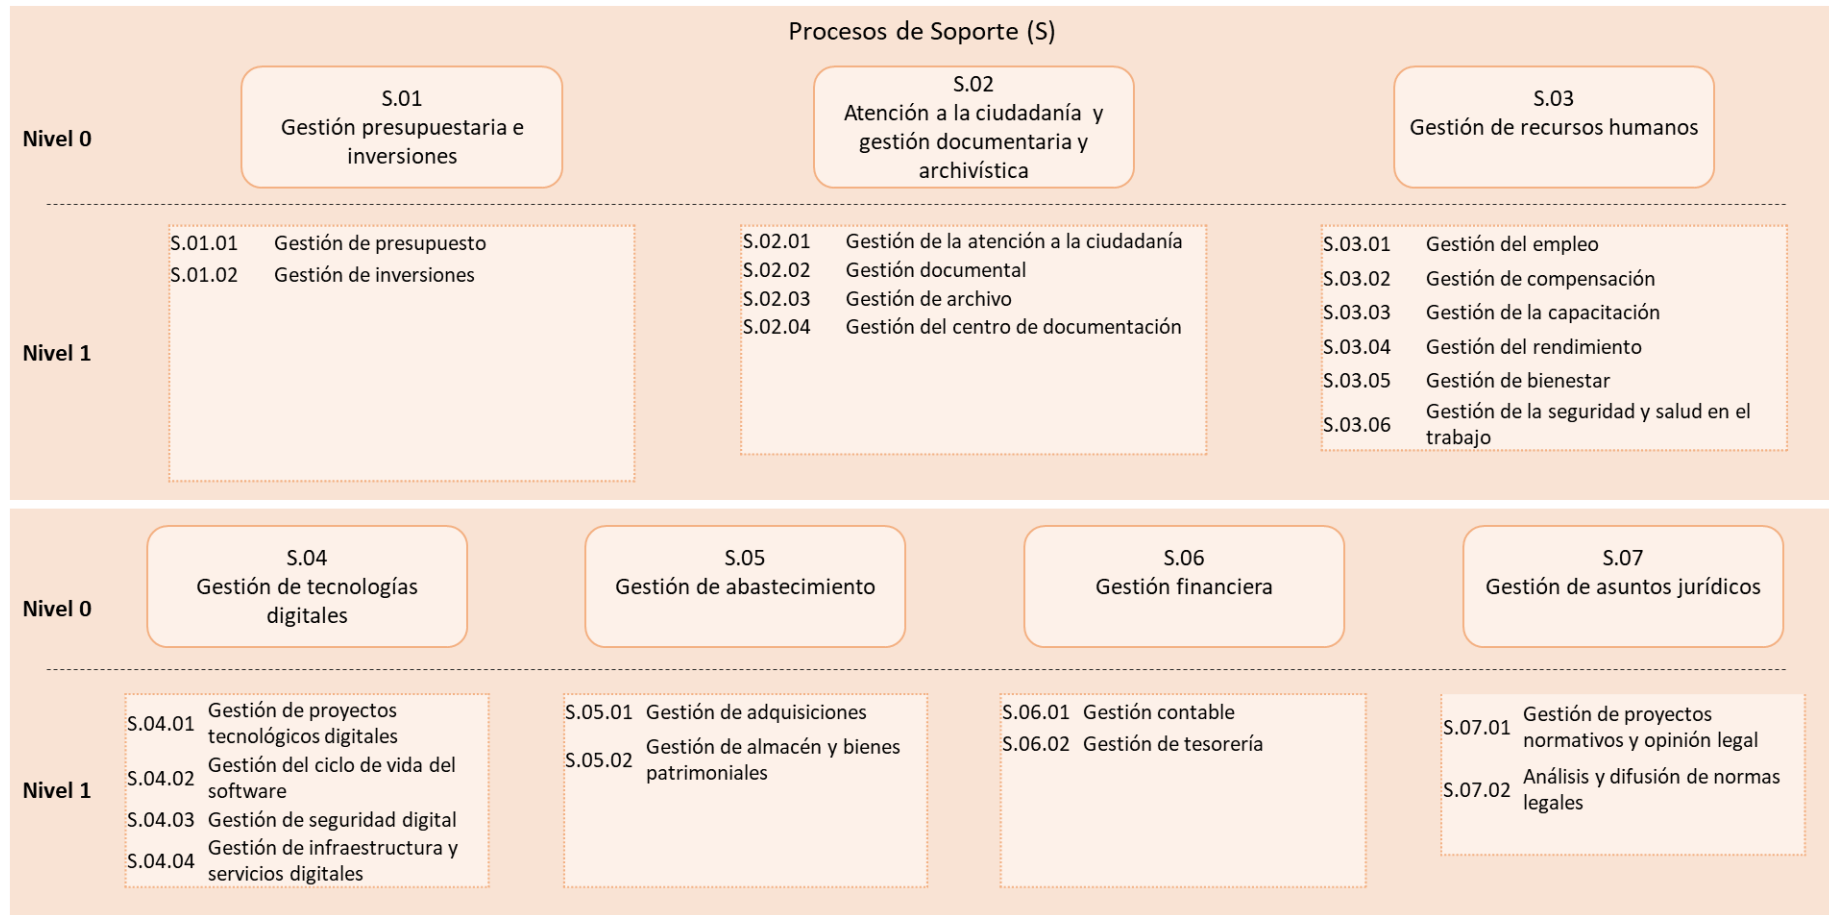 Procesos de Soporte (S)
Nivel 0
S.01
Gestión presupuestaria e
inversiones
S.02
Atención a la ciudadanía y
gestión documentaria y
archivística
S.03
Gestión de recursos humanos
Nivel 1
S.01.01 Gestión de presupuesto
S.01.02 Gestión de inversiones
S.02.01 Gestión de la atención a la ciudadanía
S.02.02 Gestión documental
S.02.03 Gestión de archivo
S.02.04 Gestión del centro de documentación
S.03.01 Gestión del empleo
S.03.02 Gestión de compensación
S.03.03 Gestión de la capacitación
S.03.04 Gestión del rendimiento
S.03.05 Gestión de bienestar
S.03.06 Gestión de la seguridad y salud en el
trabajo
Nivel 0
S.04
Gestión de tecnologías
digitales
S.05
Gestión de abastecimiento
S.06
Gestión financiera
S.07
Gestión de asuntos jurídicos
Nivel 1
S.04.01 Gestión de proyectos
tecnológicos digitales
S.04.02 Gestión del ciclo de vida del
software
S.04.03 Gestión de seguridad digital
S.04.04 Gestión de infraestructura y
servicios digitales
S.05.01 Gestión de adquisiciones
S.05.02 Gestión de almacén y bienes
patrimoniales
S.06.01 Gestión contable
S.06.02 Gestión de tesorería
S.07.01 Gestión de proyectos
normativos y opinión legal
S.07.02 Análisis y difusión de normas
legales